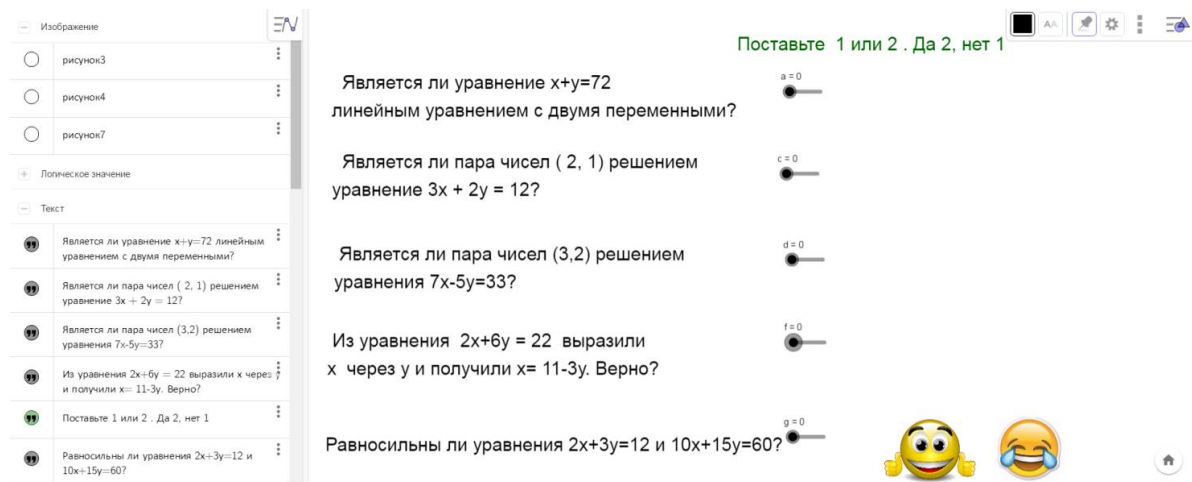 Изображение
рисунок3
рисунок4
рисунок7
Логическое значение
Текст
Является ли уравнение x+y=72 линейным
уравнением с двумя переменными?
Является ли пара чисел ( 2, 1) решением
уравнение 3x + 2y = 12?
Является ли пара чисел (3,2) решением
уравнения 7x-5y=33?
Из уравнения 2x+6y = 22 выразили x через y
и получили x= 11-3y. Верно?
Поставьте 1 или 2 . Да 2, нет 1
Равносильны ли уравнения 2x+3y=12 и
10x+15y=60?
AA
Поставьте 1 или 2 . Да 2, нет 1
Является ли уравнение x+y=72
линейным уравнением с двумя переменными?
a = 0
Является ли пара чисел ( 2, 1) решением
уравнение 3x + 2y = 12?
c = 0
Является ли пара чисел (3,2) решением
уравнения 7x-5y=33?
d = 0
Из уравнения 2x+6y = 22 выразили
x через y и получили x= 11-3y. Верно?
f = 0
Равносильны ли уравнения 2x+3y=12 и 10x+15y=60?
g = 0